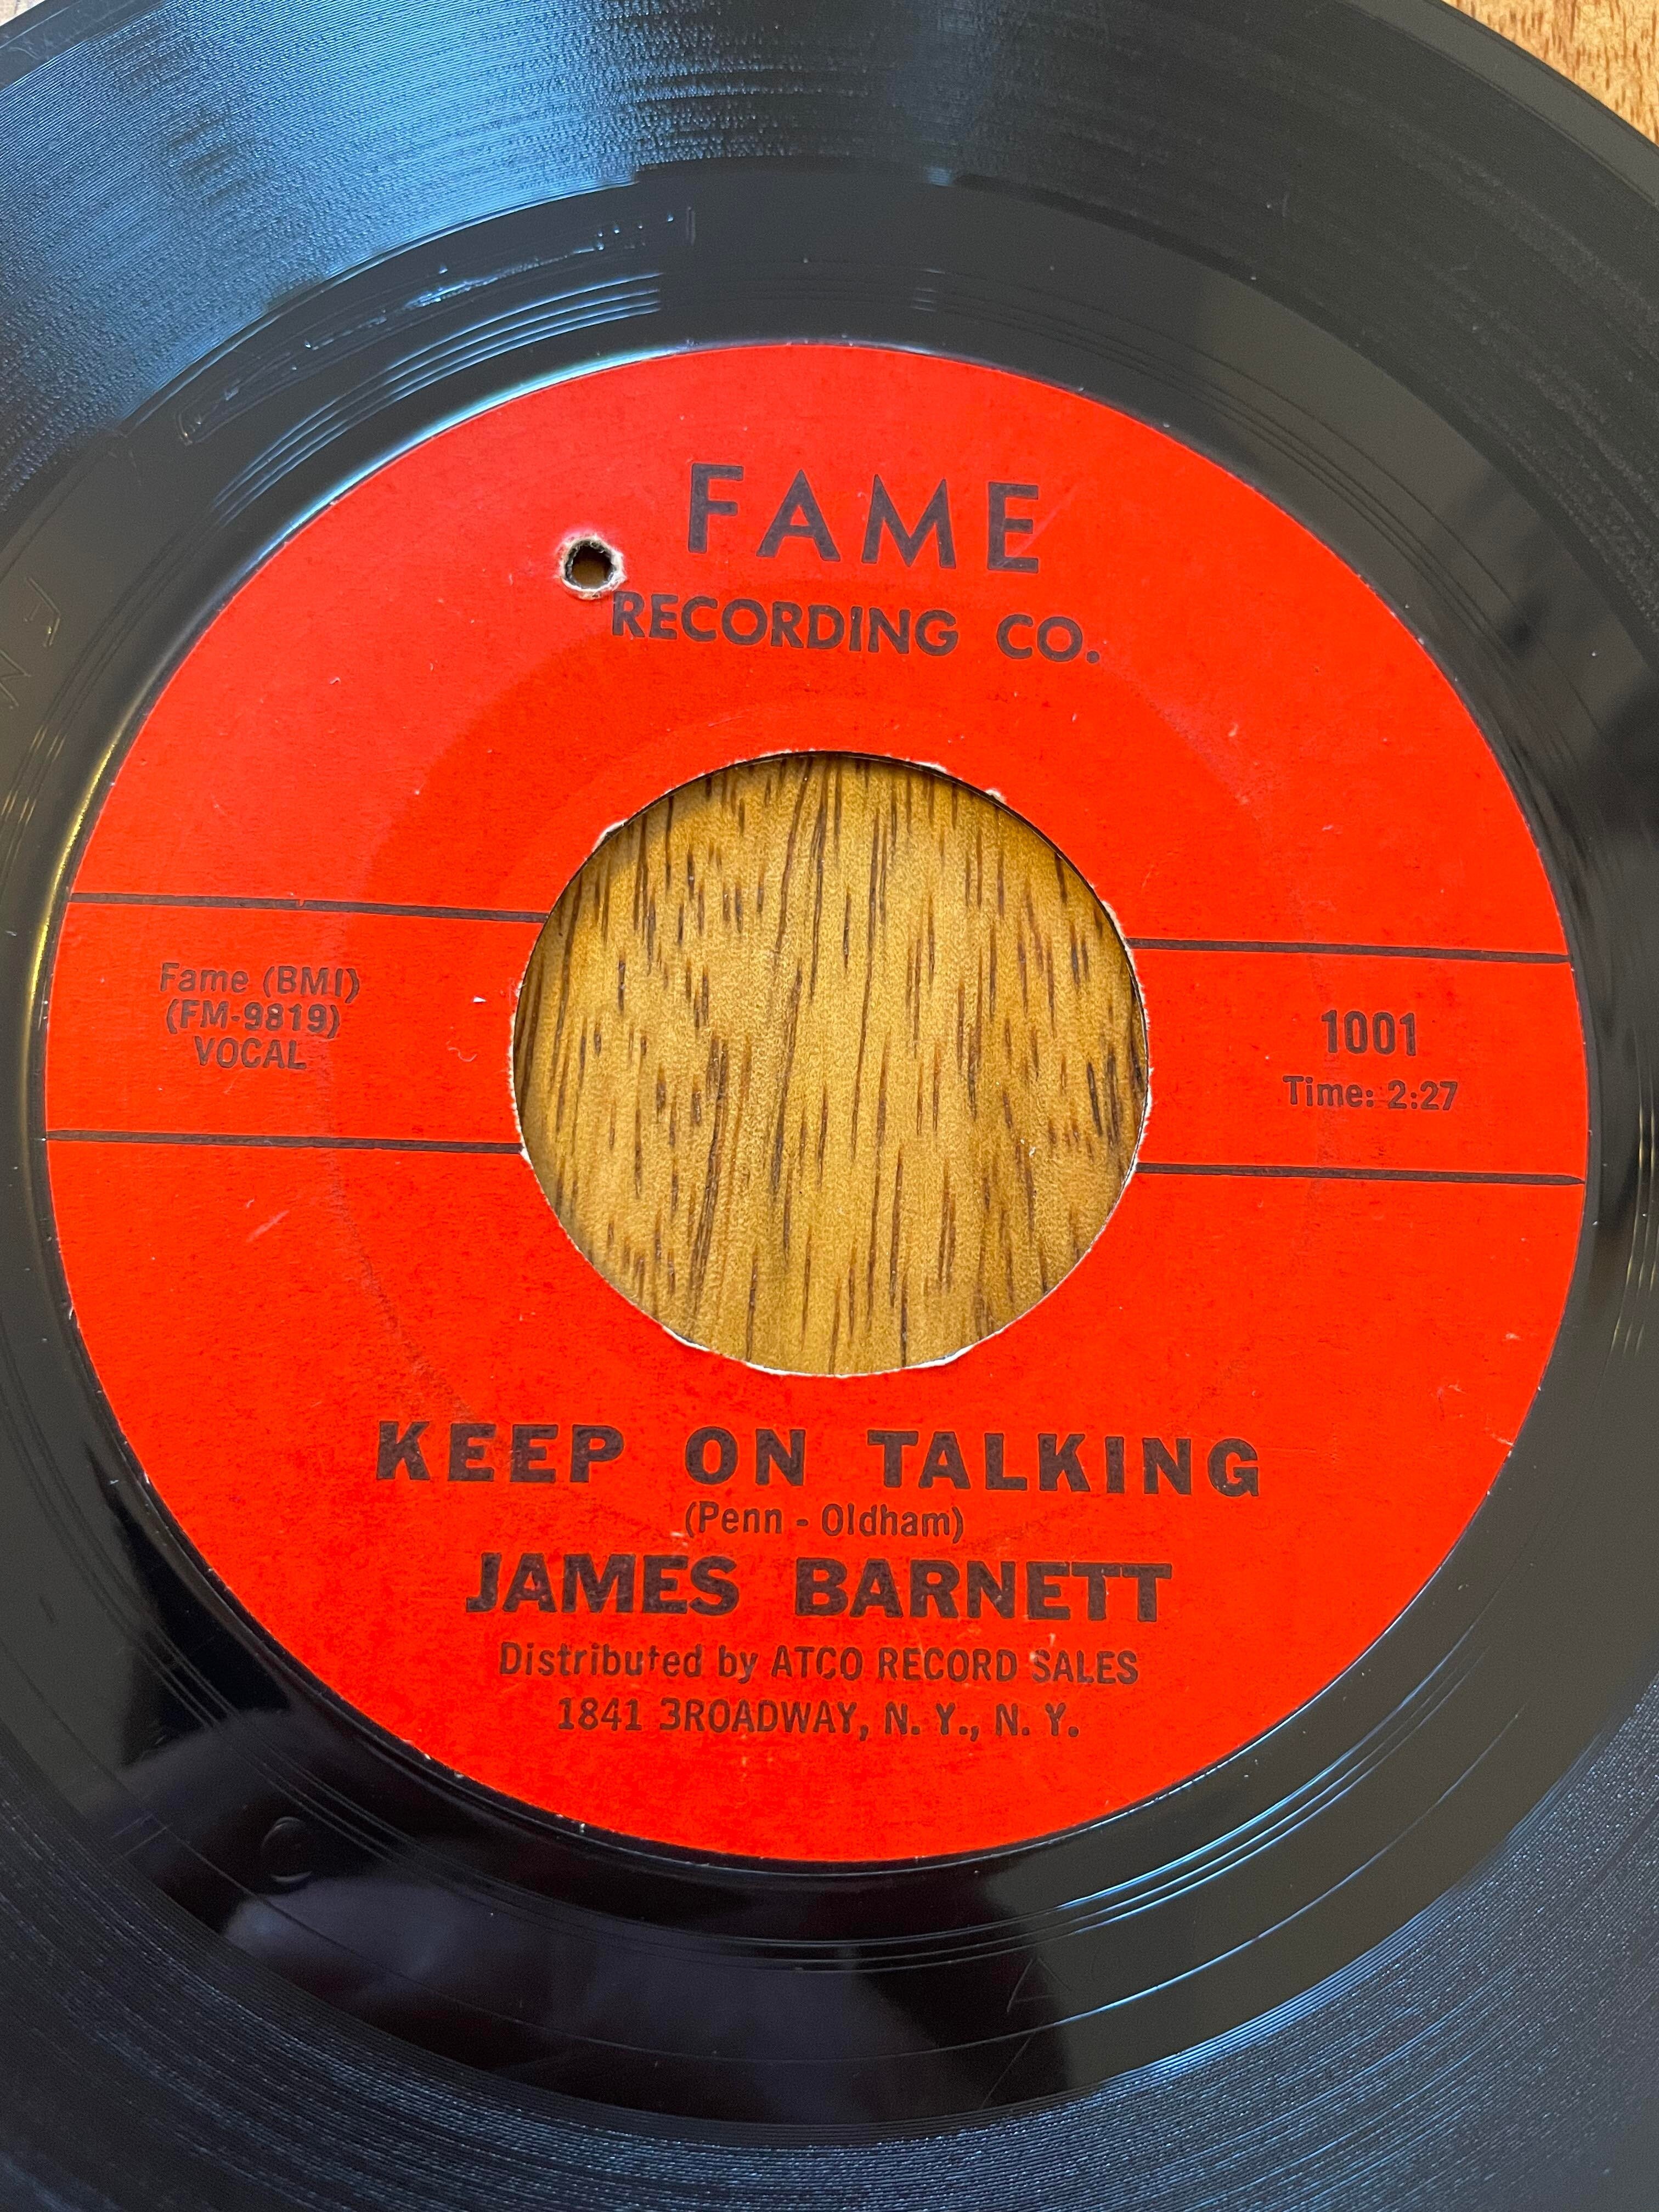 FAME
RECORDING CO.
Fame (BMI)
(FM-9819)
VOCAL
1001
Time: 2:27
KEEP ON TALKING
(Penn - Oldham)
JAMES BARNETT
Distributed by ATCO RECORD SALES
1841 BROADWAY, N. Y., N. Y.